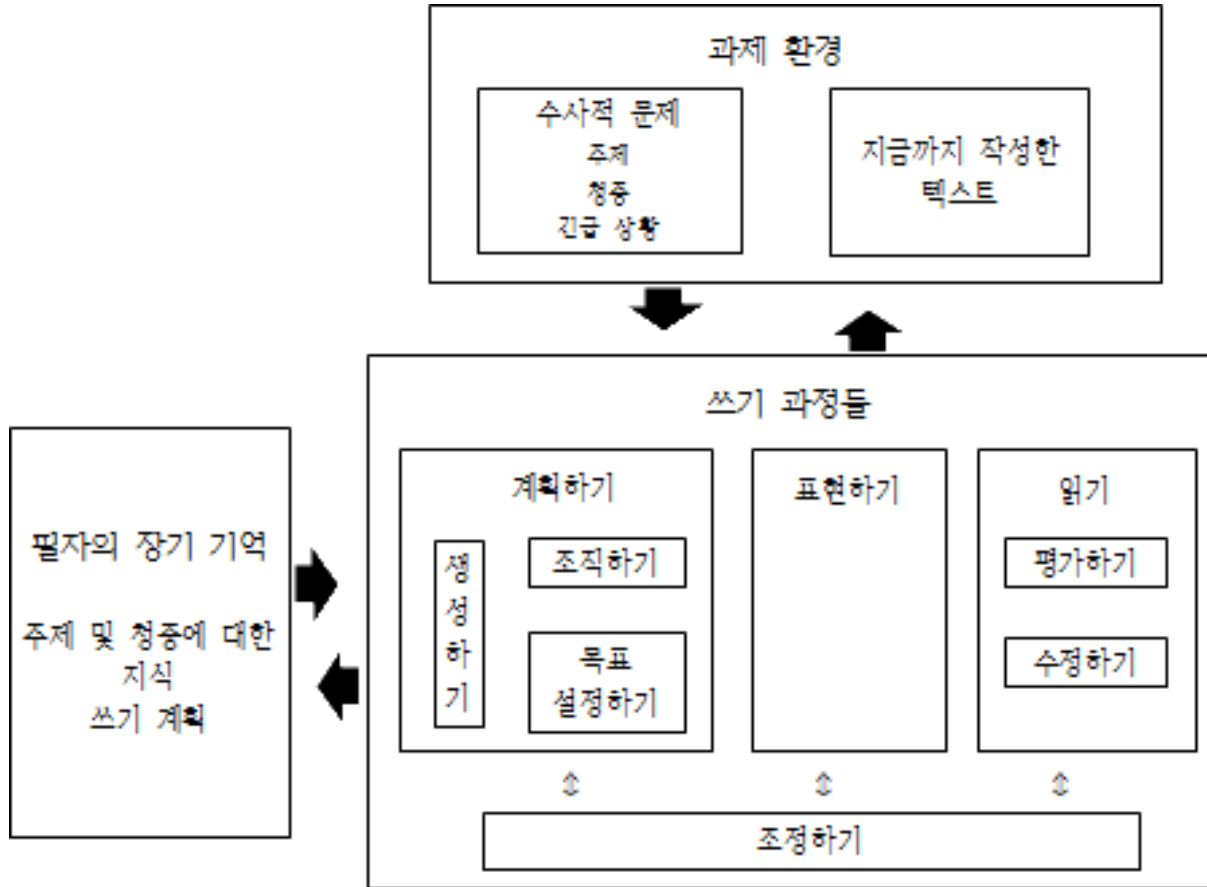 과제 환경
수사적 문제
주제
청중
긴급 상황
지금까지 작성한
텍스트
쓰기 과정들
필자의 장기 기억
주제 및 청중에 대한
지식
쓰기 계획
계획하기
생성하기
조직하기
목표
설정하기
표현하기
읽기
평가하기
수정하기
조정하기